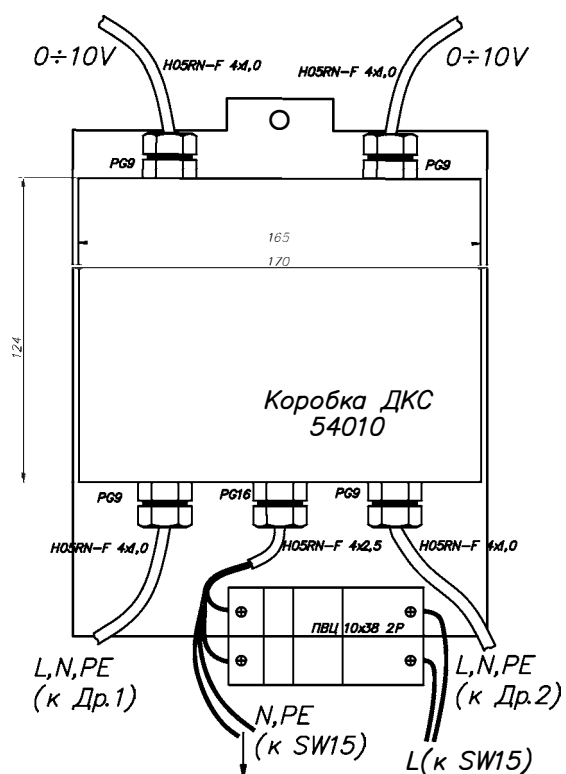 0÷10V
H05RN-F 4x1,0
H05RN-F 4x1,0
0÷10V
PG9
PG9
165
170
124
Коробка ДКС
54010
PG9
PG16
PG9
H05RN-F 4x1,0
H05RN-F 4x2,5
H05RN-F 4x1,0
ПВЦ 10x38 2P
L,N,PE
(к Др.1)
N,PE
(к SW15)
L,N,PE
(к Др.2)
L(к SW15)